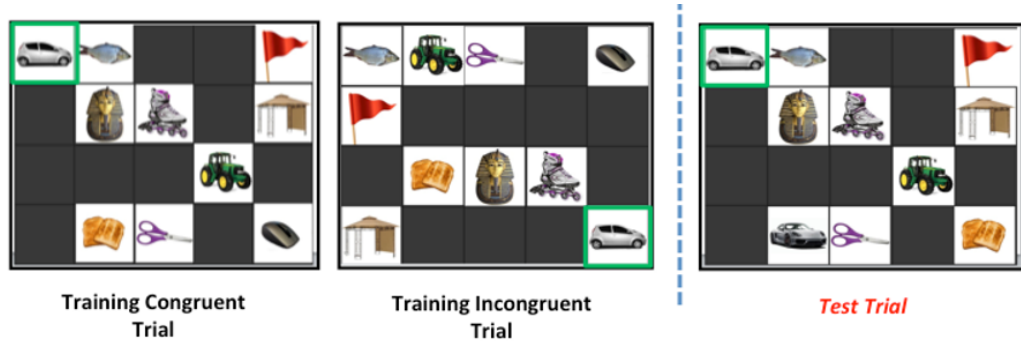 Training Congruent
Trial
Training Incongruent
Trial
Test Trial